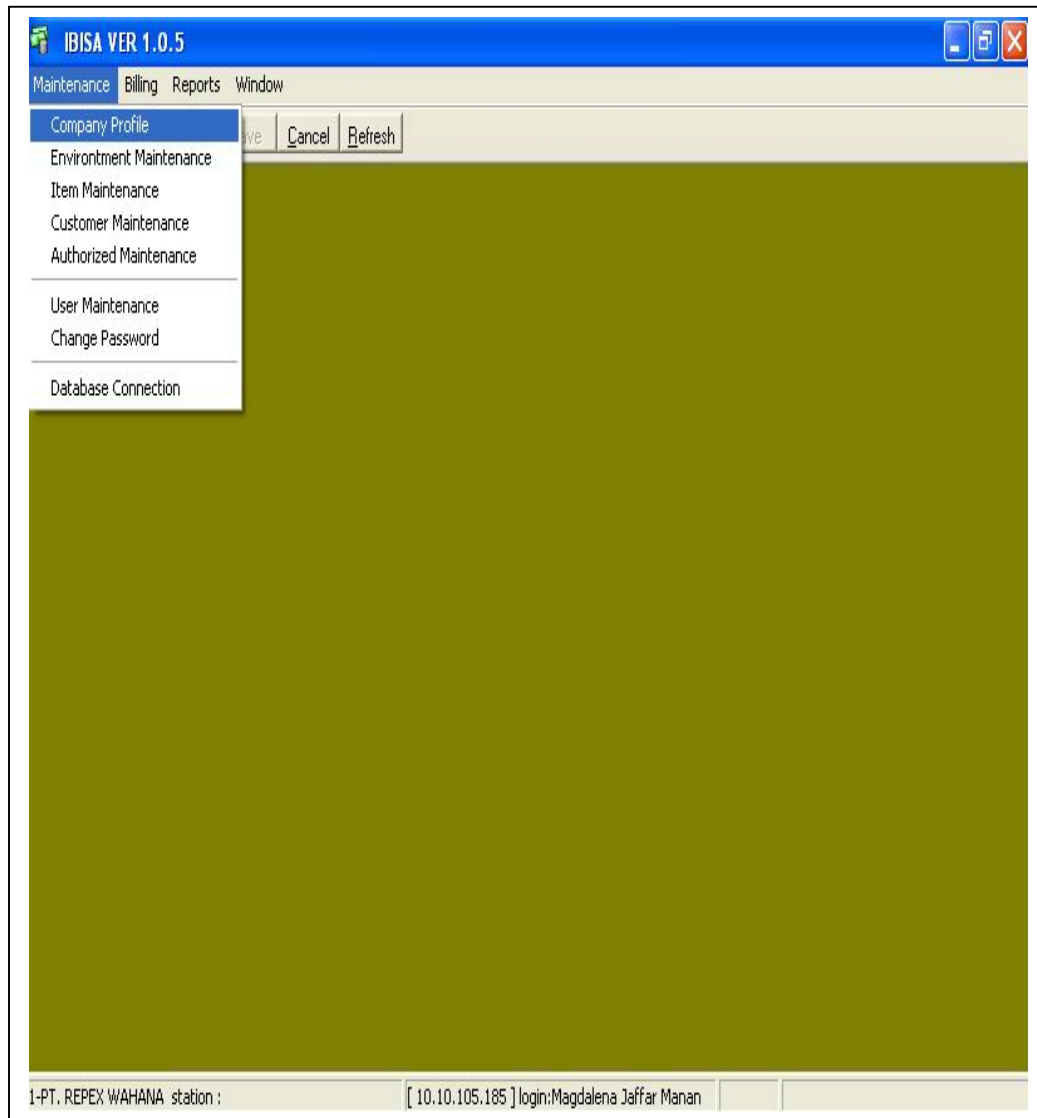 IBISA VER 1.0.5
Maintenance Billing Reports Window
Cancel Refresh
Company Profile
Environtment Maintenance
Item Maintenance
Customer Maintenance
Authorized Maintenance
User Maintenance
Change Password
Database Connection
1-PT. REPEX WAHANA station : [ 10.10.105.185 ] login:Magdalena Jaffar Manan